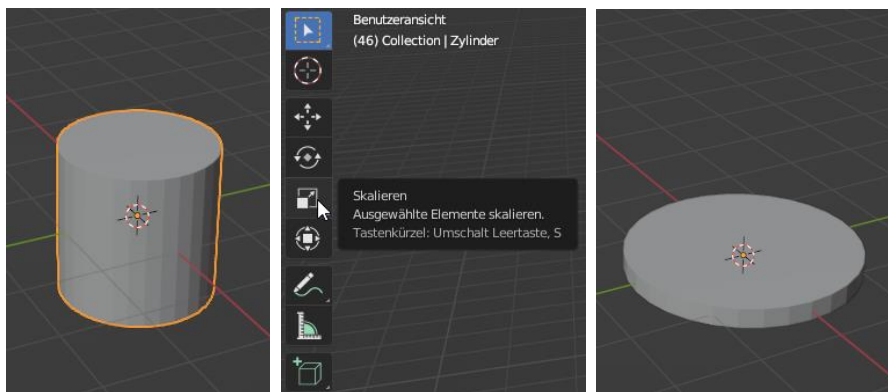 Benutzeransicht
(46) Collection | Zylinder
Skalieren
Ausgewählte Elemente skalieren.
Tastenkürzel: Umschalt Leertaste, S